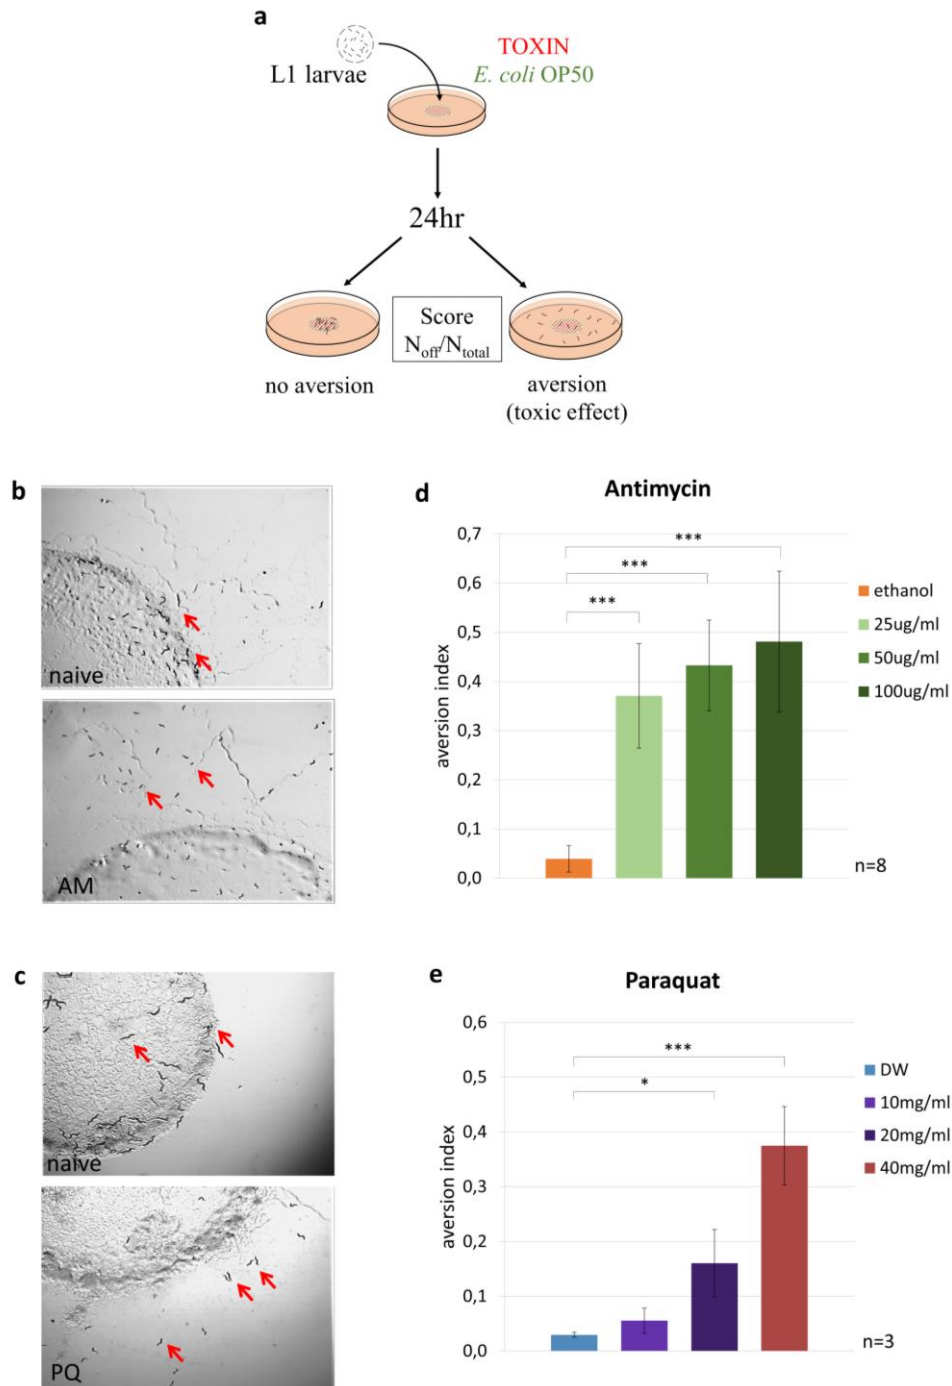 a
L1 larvae
TOXIN
E. coli OP50
24hr
Score
Noff/Ntotal
no aversion
aversion
(toxic effect)
b
naive
AM
d
Antimycin
aversion index
0,7
0,6
0,5
0,4
0,3
0,2
0,1
0,0
***
***
***
ethanol
25ug/ml
50ug/ml
100ug/ml
n=8
c
naive
PQ
e
Paraquat
aversion index
0,6
0,5
0,4
0,3
0,2
0,1
0,0
***
*
DW
10mg/ml
20mg/ml
40mg/ml
n=3